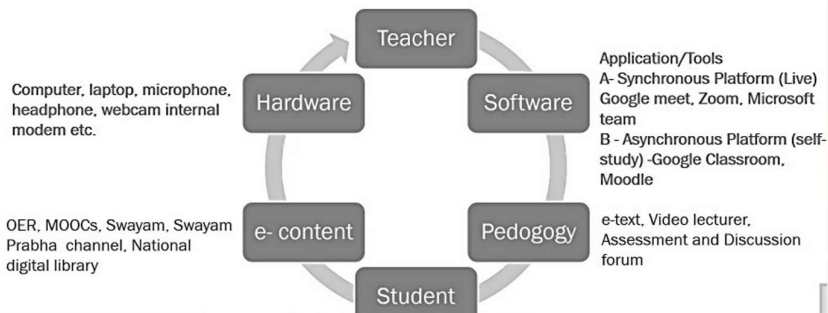 Teacher
Application/Tools
A- Synchronous Platform (Live)
Google meet, Zoom, Microsoft
team
B - Asynchronous Platform (self-
study) -Google Classroom,
Moodle
Software
Computer, laptop, microphone,
headphone, webcam internal
modem etc.
Hardware
OER, MOOCs, Swayam, Swayam
Prabha channel, National
digital library
e- content
Pedogogy
e-text, Video lecturer,
Assessment and Discussion
forum
Student